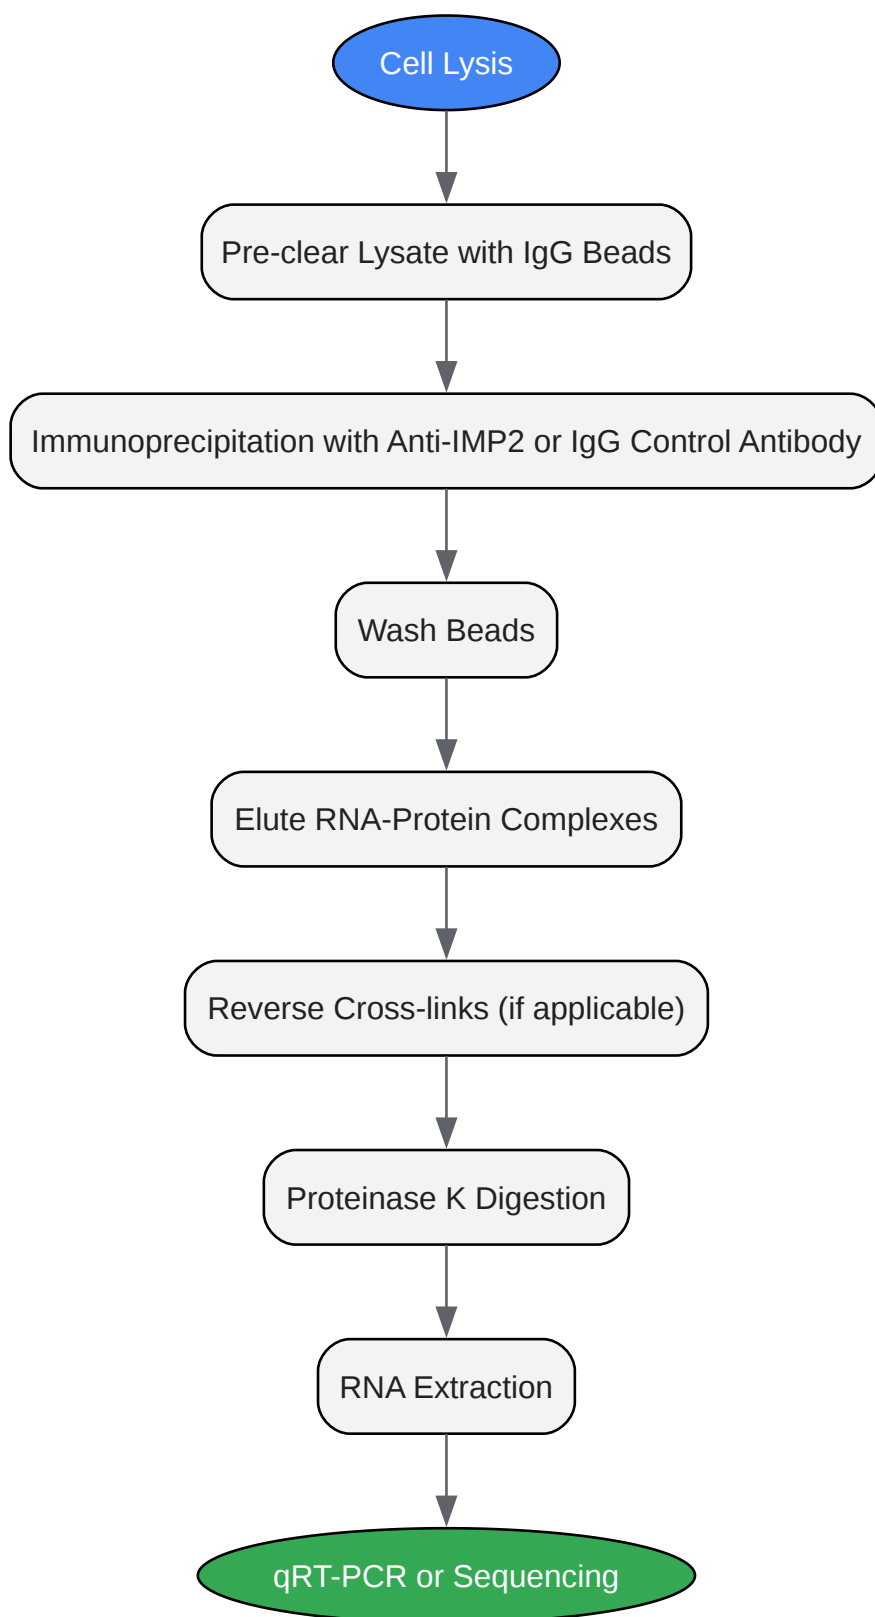 Cell Lysis
Pre-clear Lysate with IgG Beads
Immunoprecipitation with Anti-IMP2 or IgG Control Antibody
Wash Beads
Elute RNA-Protein Complexes
Reverse Cross-links (if applicable)
Proteinase K Digestion
RNA Extraction
qRT-PCR or Sequencing